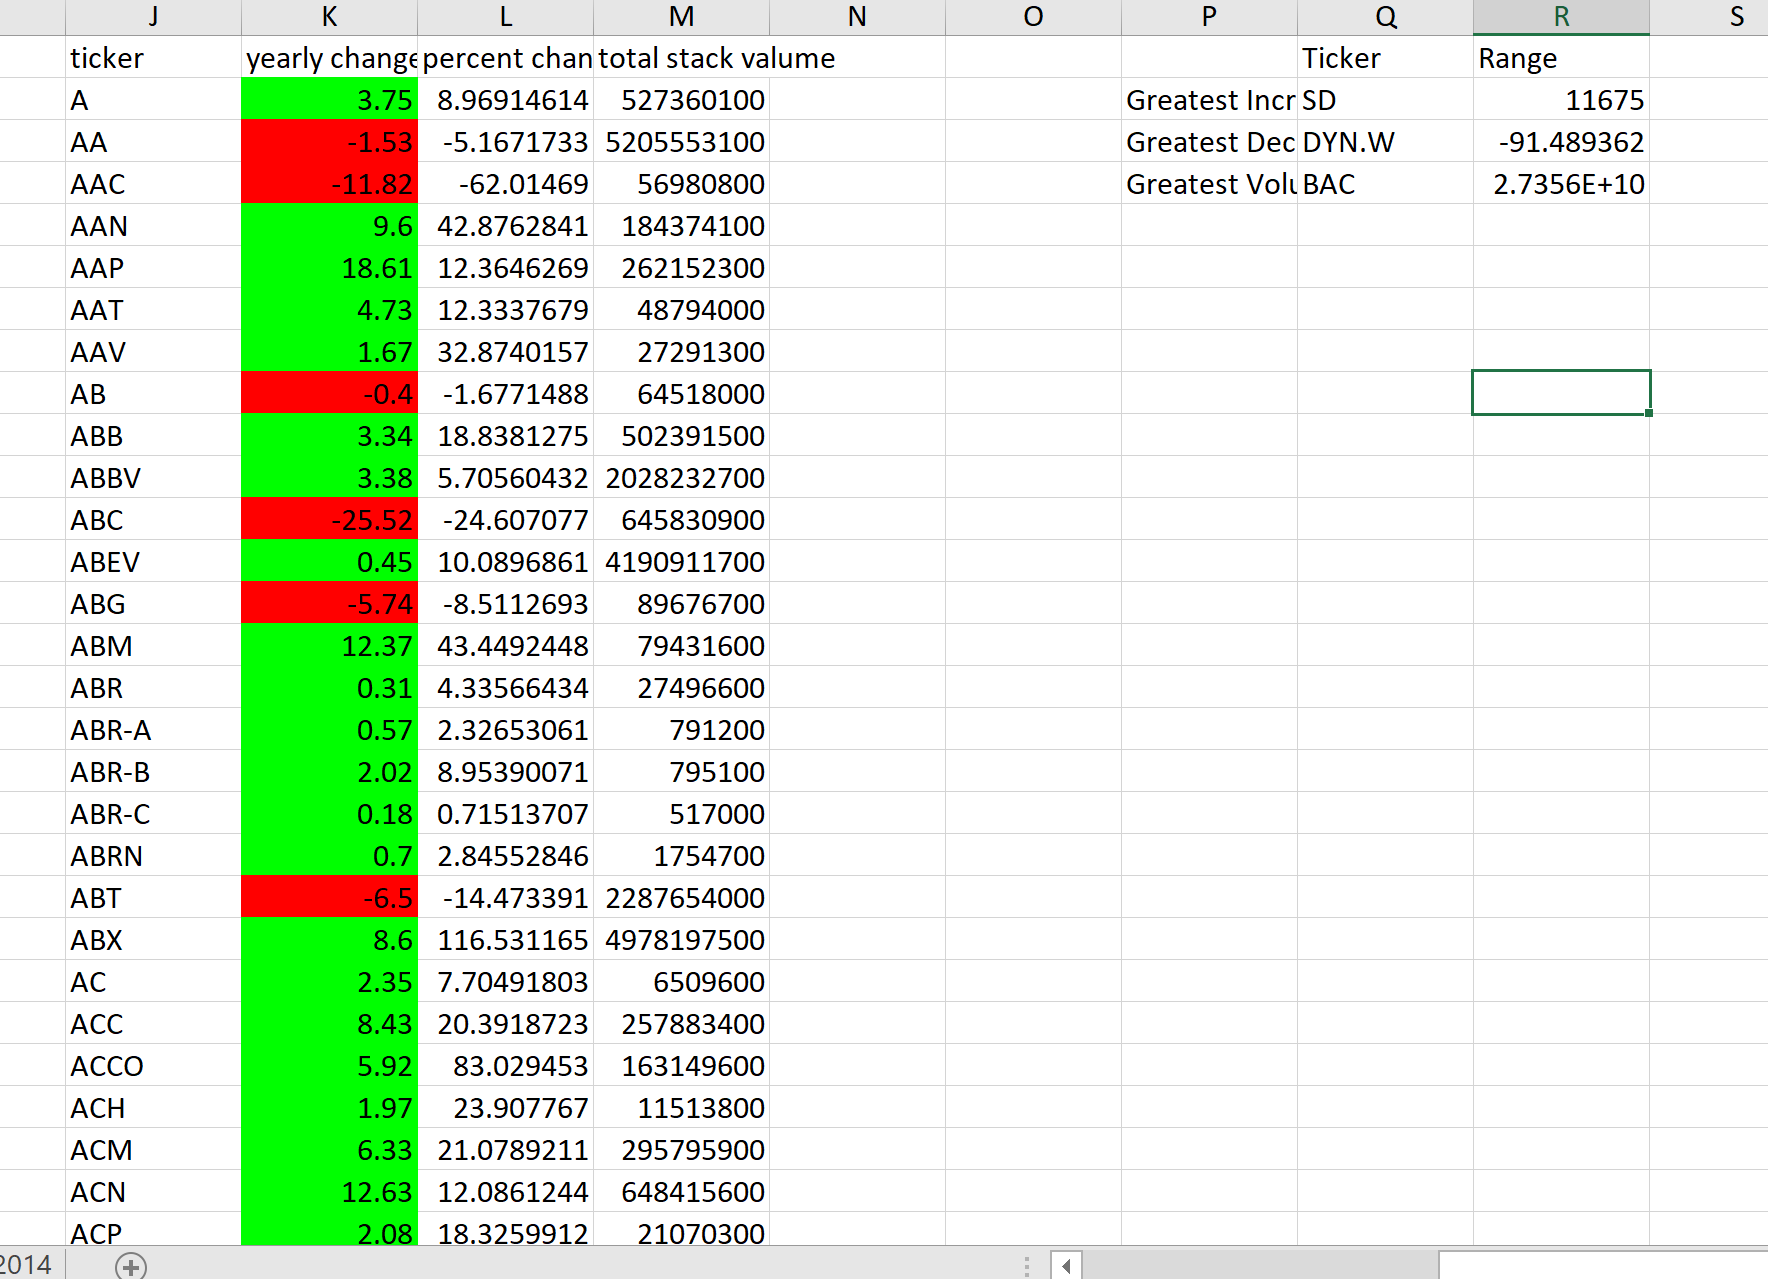 J K L M N O P Q R S
ticker yearly change percent chan total stack valume Ticker Range
A 3.75 8.96914614 527360100 Greatest Incr SD 11675
AA -1.53 -5.1671733 5205553100 Greatest Dec DYN.W -91.489362
AAC -11.82 -62.01469 56980800 Greatest Volu BAC 2.7356E+10
AAN 9.6 42.8762841 184374100
AAP 18.61 12.3646269 262152300
AAT 4.73 12.3337679 48794000
AAV 1.67 32.8740157 27291300
AB -0.4 -1.6771488 64518000
ABB 3.34 18.8381275 502391500
ABBV 3.38 5.70560432 2028232700
ABC -25.52 -24.607077 645830900
ABEV 0.45 10.0896861 4190911700
ABG -5.74 -8.5112693 89676700
ABM 12.37 43.4492448 79431600
ABR 0.31 4.33566434 27496600
ABR-A 0.57 2.32653061 791200
ABR-B 2.02 8.95390071 795100
ABR-C 0.18 0.71513707 517000
ABRN 0.7 2.84552846 1754700
ABT -6.5 -14.473391 2287654000
ABX 8.6 116.531165 4978197500
AC 2.35 7.70491803 6509600
ACC 8.43 20.3918723 257883400
ACCO 5.92 83.029453 163149600
ACH 1.97 23.907767 11513800
ACM 6.33 21.0789211 295795900
ACN 12.63 12.0861244 648415600
ACP 2.08 18.3259912 21070300
2014